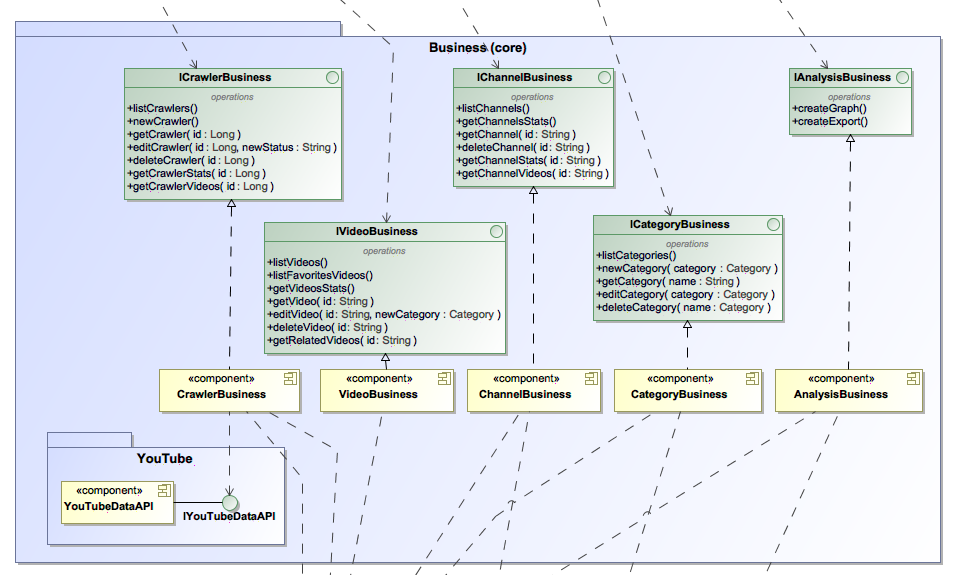 Business (core)
ICrawlerBusiness
operations
+listCrawlers()
+newCrawler()
+getCrawler( id : Long )
+editCrawler( id : Long, newStatus : String )
+deleteCrawler( id : Long )
+getCrawlerStats( id : Long )
+getCrawlerVideos( id : Long )
IChannelBusiness
operations
+listChannels()
+getChannelsStats()
+getChannel( id : String )
+deleteChannel( id : String )
+getChannelStats( id : String )
+getChannelVideos( id : String )
IAnalysisBusiness
operations
+createGraph()
+createExport()
IVideoBusiness
operations
+listVideos()
+listFavoritesVideos()
+getVideosStats()
+getVideo( id : String )
+editVideo( id : String, newCategory : Category )
+deleteVideo( id : String )
+getRelatedVideos( id : String )
ICategoryBusiness
operations
+listCategories()
+newCategory( category : Category )
+getCategory( name : String )
+editCategory( category : Category )
+deleteCategory( name : Category )
«component»
CrawlerBusiness
«component»
VideoBusiness
«component»
ChannelBusiness
«component»
CategoryBusiness
«component»
AnalysisBusiness
YouTube
«component»
YouTubeDataAPI
IYouTubeDataAPI